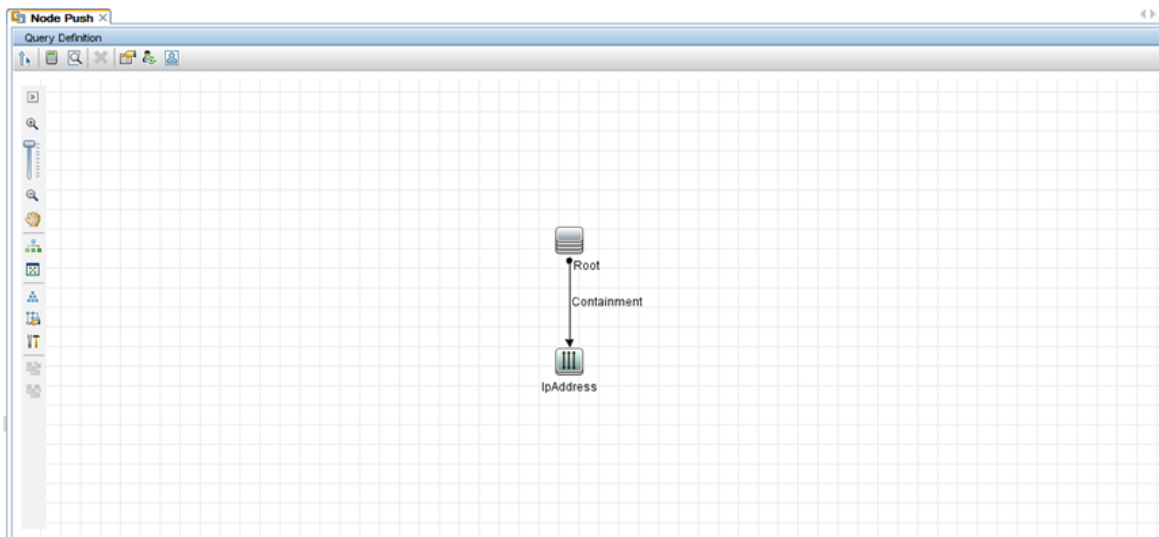 Node Push
Query Definition
Root
Containment
IpAddress